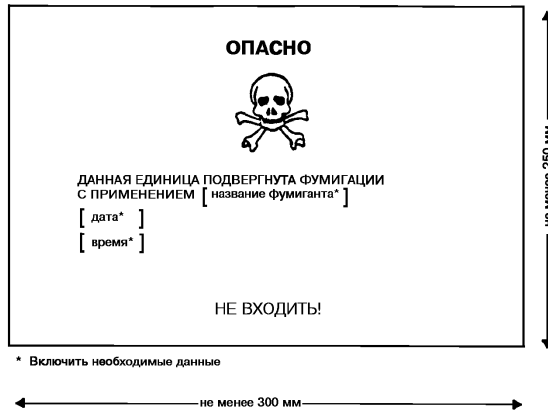 ОПАСНО
ДАННАЯ ЕДИНИЦА ПОДВЕРГНУТА ФУМИГАЦИИ
С ПРИМЕНЕНИЕМ [ название фумиганта* ]
[ дата* ]
[ время* ]
НЕ ВХОДИТЬ!
* Включить необходимые данные
не менее 300 мм
не менее 250 мм